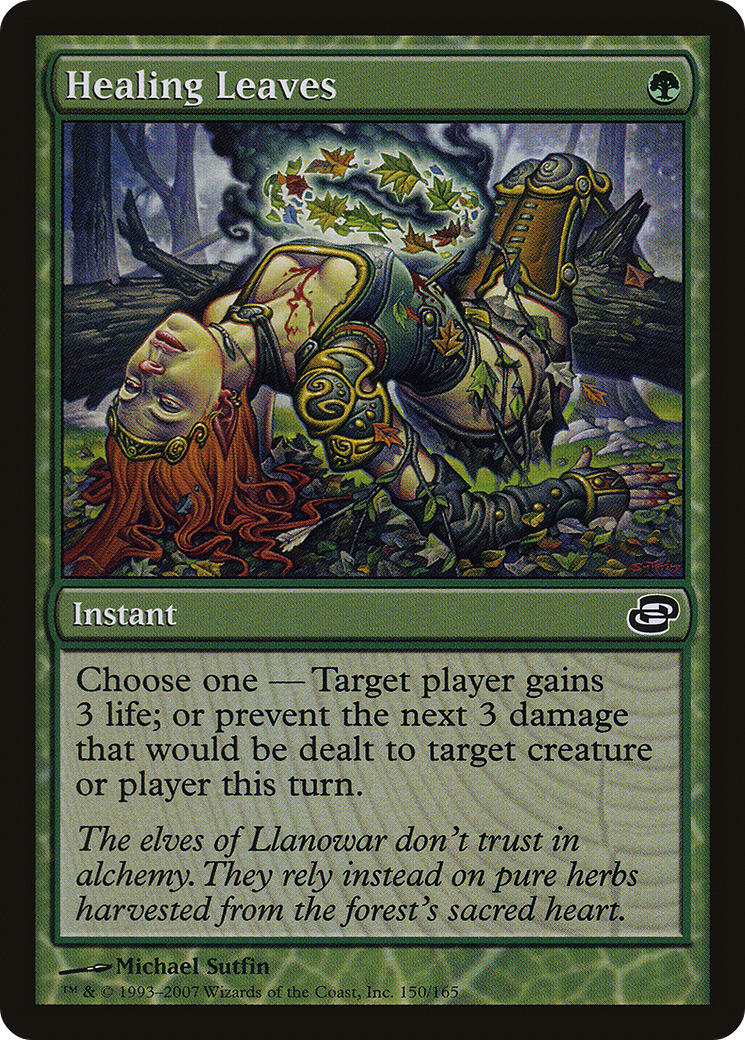 Healing Leaves
Instant
Choose one — Target player gains
3 life; or prevent the next 3 damage
that would be dealt to target creature
or player this turn.
The elves of Llanowar don't trust in
alchemy. They rely instead on pure herbs
harvested from the forest's sacred heart.
Michael Sutfin
™ & © 1993–2007 Wizards of the Coast, Inc. 150/165